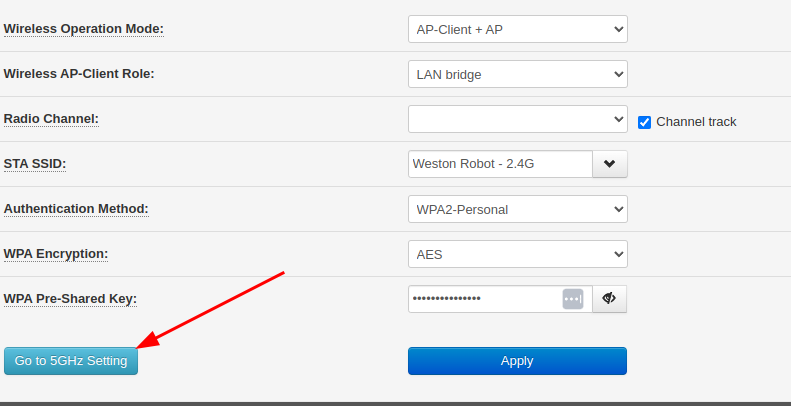 Wireless Operation Mode: AP-Client + AP
Wireless AP-Client Role: LAN bridge
Radio Channel: Channel track
STA SSID: Weston Robot - 2.4G
Authentication Method: WPA2-Personal
WPA Encryption: AES
WPA Pre-Shared Key: •••••••••••••••
Go to 5GHz Setting Apply